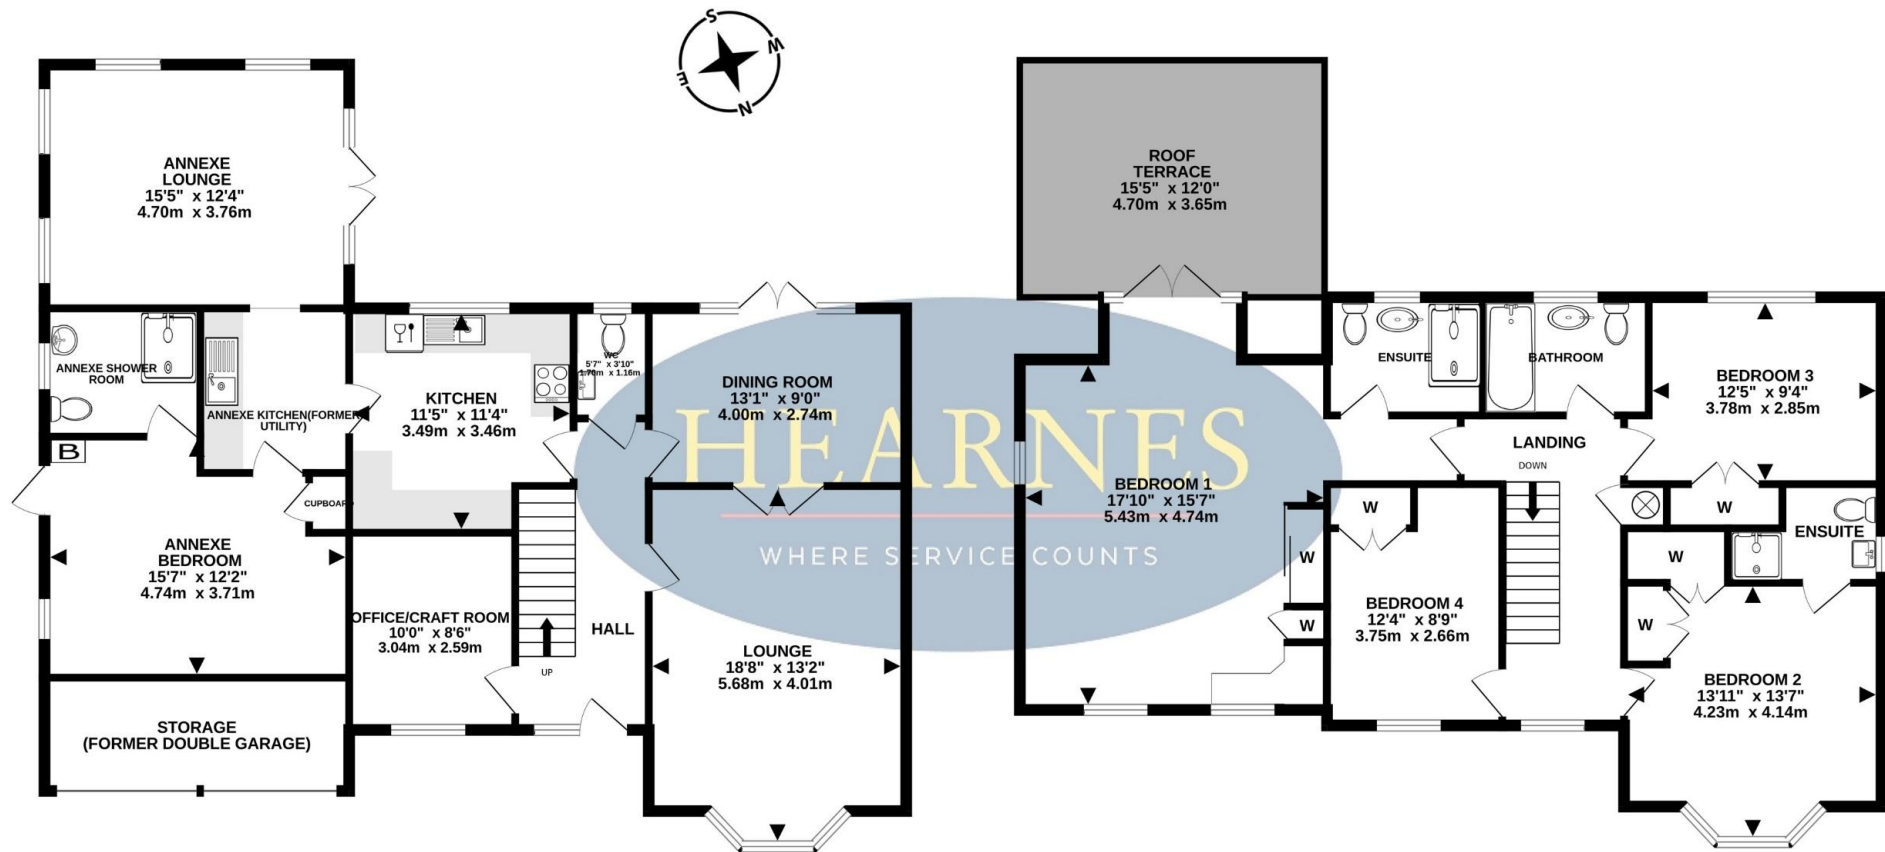 S
W
E
N
ANNEXE
LOUNGE
15'5" x 12'4"
4.70m x 3.76m
ANNEXE SHOWER
ROOM
ANNEXE KITCHEN(FORMER
UTILITY)
B
CUPBOARD
ANNEXE
BEDROOM
15'7" x 12'2"
4.74m x 3.71m
STORAGE
(FORMER DOUBLE GARAGE)
KITCHEN
11'5" x 11'4"
3.49m x 3.46m
WC
5'7" x 3'10"
1.70m x 1.16m
DINING ROOM
13'1" x 9'0"
4.00m x 2.74m
OFFICE/CRAFT ROOM
10'0" x 8'6"
3.04m x 2.59m
HALL
UP
LOUNGE
18'8" x 13'2"
5.68m x 4.01m
HEARNES
WHERE SERVICE COUNTS
ROOF
TERRACE
15'5" x 12'0"
4.70m x 3.65m
BEDROOM 1
17'10" x 15'7"
5.43m x 4.74m
W
W
ENSUITE
BATHROOM
BEDROOM 3
12'5" x 9'4"
3.78m x 2.85m
LANDING
DOWN
W
BEDROOM 4
12'4" x 8'9"
3.75m x 2.66m
W
W
W
ENSUITE
BEDROOM 2
13'11" x 13'7"
4.23m x 4.14m